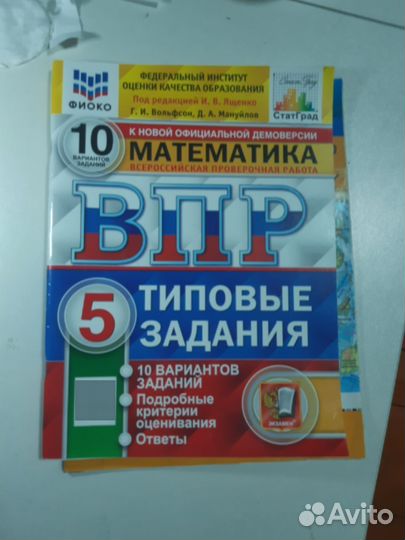 ФИОКО
ФЕДЕРАЛЬНЫЙ ИНСТИТУТ
ОЦЕНКИ КАЧЕСТВА ОБРАЗОВАНИЯ
Под редакцией И. В. Ященко
Г. И. Вольфсон, Д. А. Мануйлов
СтатГрад
10
ВАРИАНТОВ
ЗАДАНИЙ
К НОВОЙ ОФИЦИАЛЬНОЙ ДЕМОВЕРСИИ
МАТЕМАТИКА
ВСЕРОССИЙСКАЯ ПРОВЕРОЧНАЯ РАБОТА
ВПР
5
ТИПОВЫЕ
ЗАДАНИЯ
10 ВАРИАНТОВ
ЗАДАНИЙ
Подробные
критерии
оценивания
Ответы
ЭКЗАМЕН
Avito